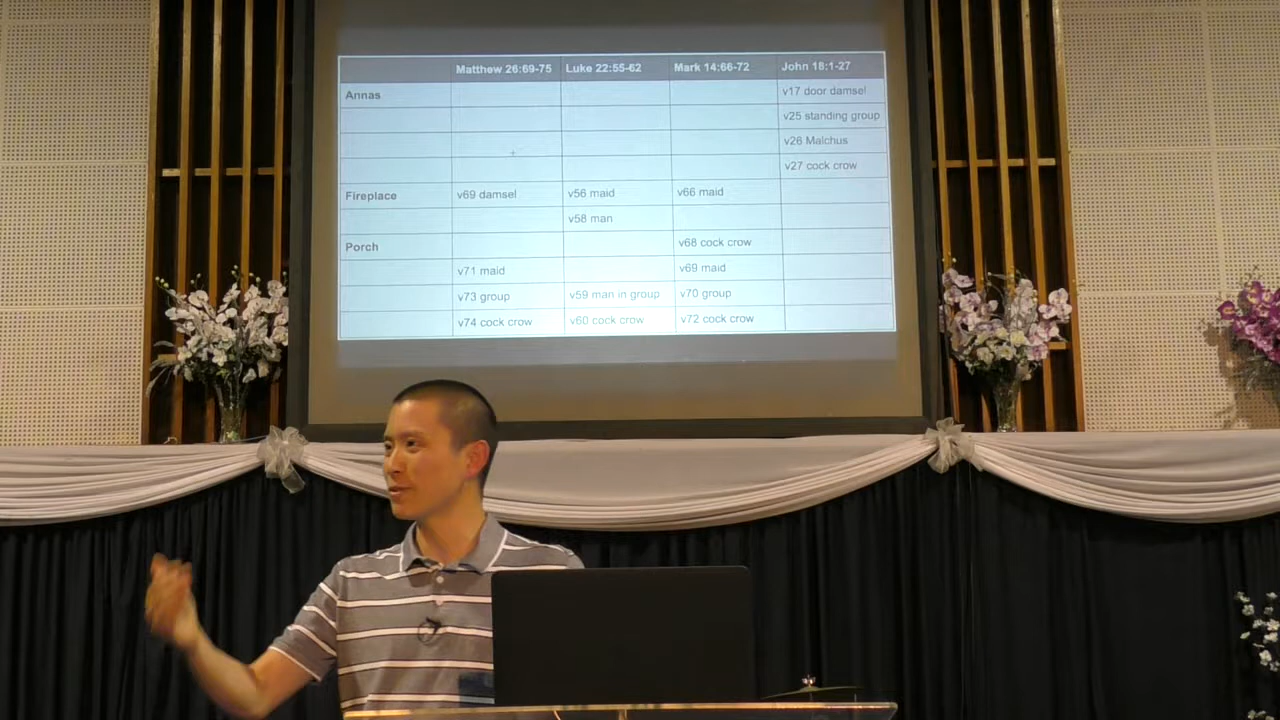 Matthew 26:69-75 Luke 22:55-62 Mark 14:66-72 John 18:1-27
Annas v17 door damsel
v25 standing group
v26 Malchus
v27 cock crow
Fireplace v69 damsel v56 maid v66 maid
v58 man
Porch v68 cock crow
v71 maid v69 maid
v73 group v59 man in group v70 group
v74 cock crow v60 cock crow v72 cock crow